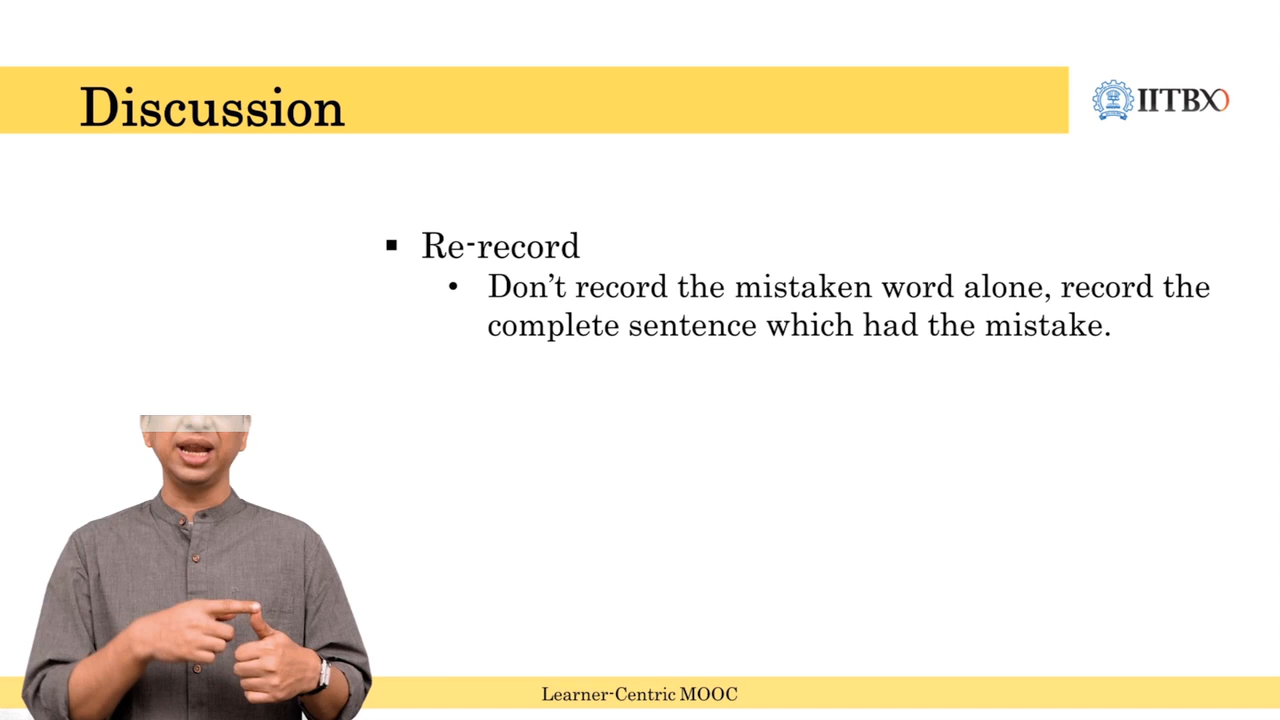 Discussion
IITBX
▪ Re-record
• Don’t record the mistaken word alone, record the
complete sentence which had the mistake.
Learner-Centric MOOC